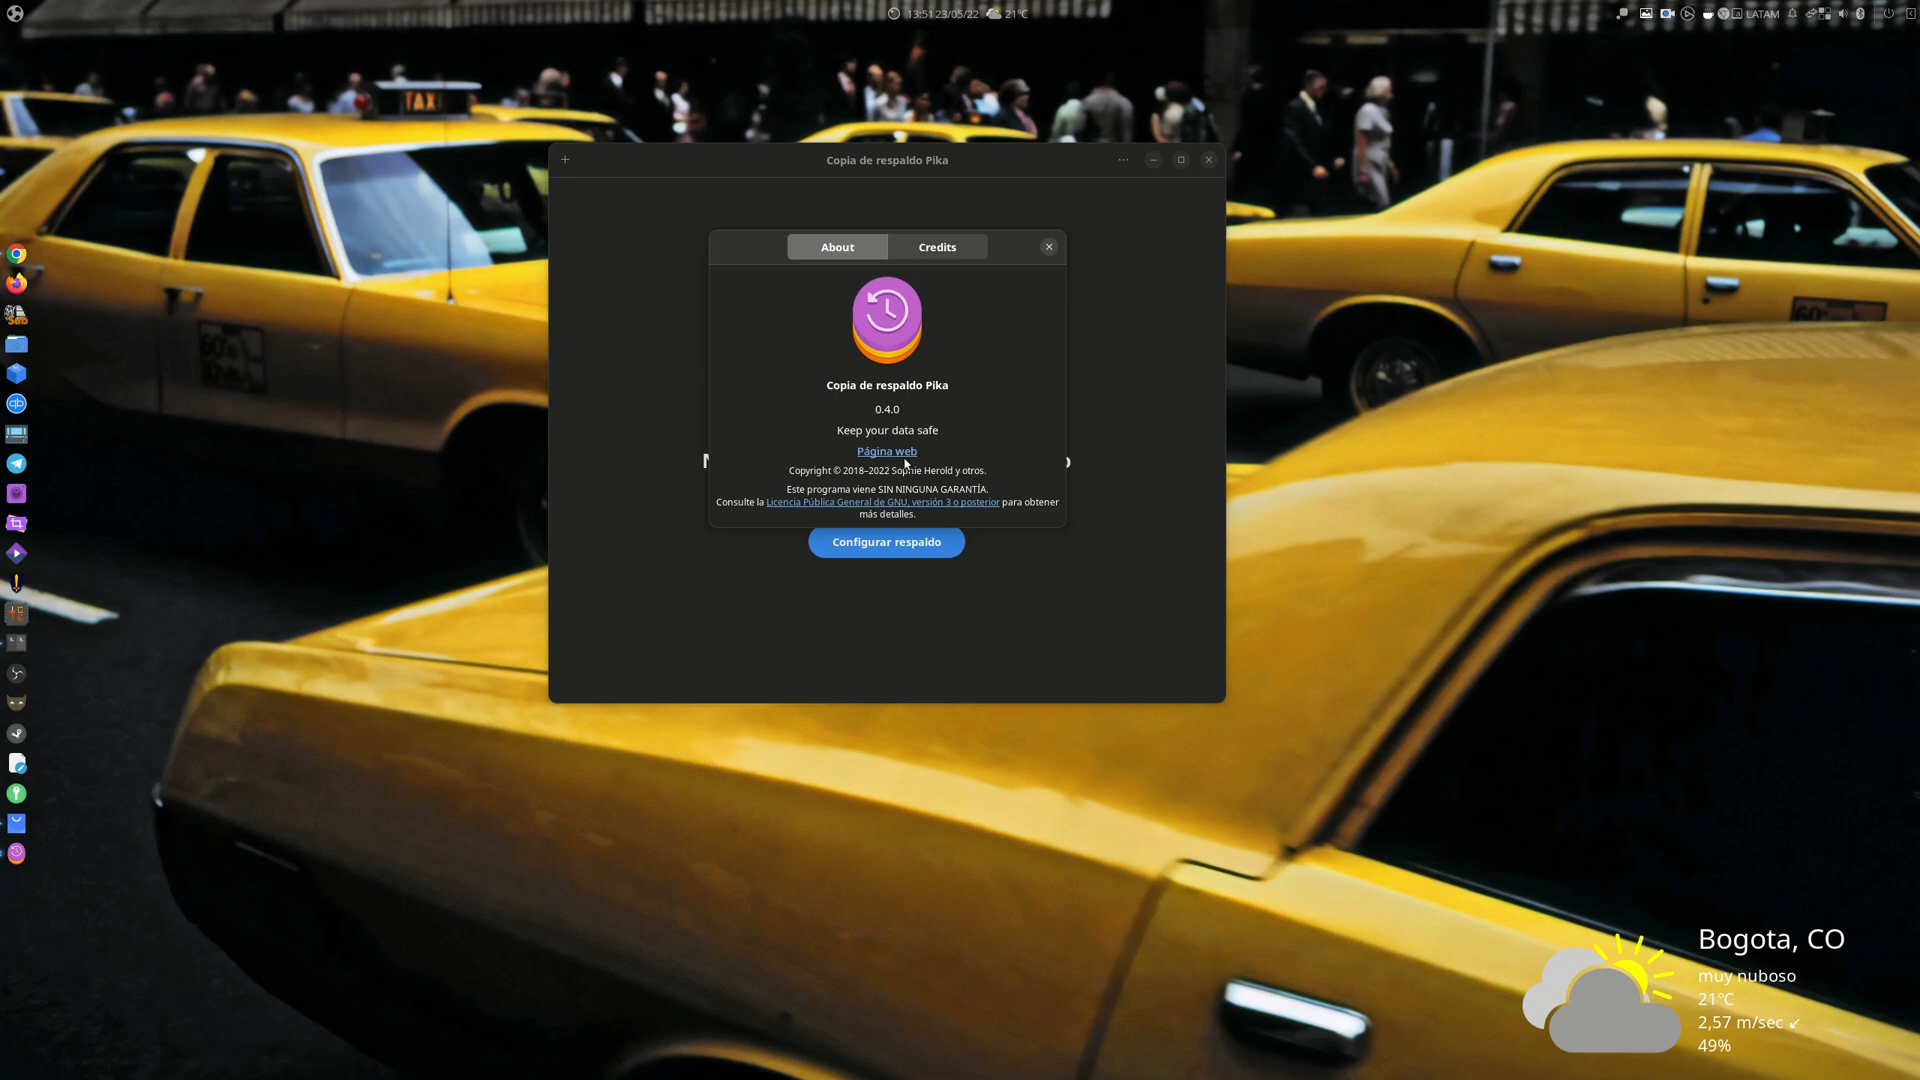 13:51 23/05/22 21°C
LATAM
TAXI
Copia de respaldo Pika
About
Credits
Copia de respaldo Pika
0.4.0
Keep your data safe
Página web
Copyright © 2018–2022 Sophie Herold y otros.
Este programa viene SIN NINGUNA GARANTÍA.
Consulte la Licencia Pública General de GNU, versión 3 o posterior para obtener
más detalles.
Configurar respaldo
Bogota, CO
muy nuboso
21°C
2,57 m/sec ↙
49%